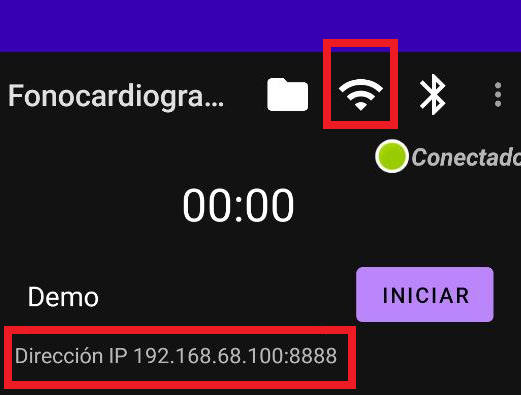 Fonocardiogra...
Conectado
00:00
Demo
INICIAR
Dirección IP 192.168.68.100:8888